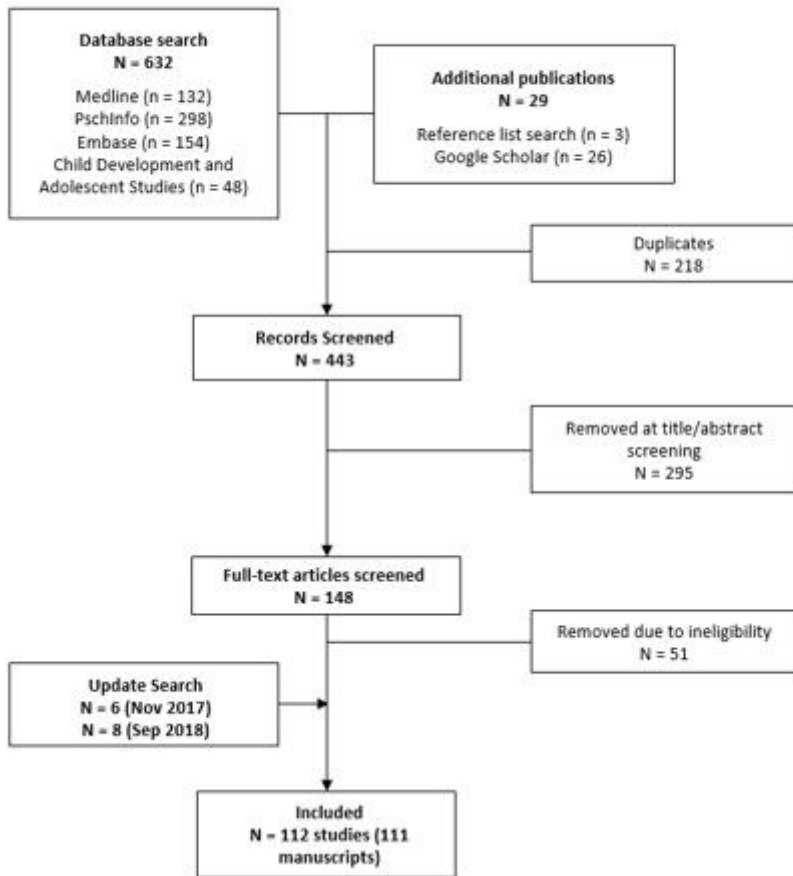 Database search
N = 632
Medline (n = 132)
PschInfo (n = 298)
Embase (n = 154)
Child Development and
Adolescent Studies (n = 48)
Additional publications
N = 29
Reference list search (n = 3)
Google Scholar (n = 26)
Duplicates
N = 218
Records Screened
N = 443
Removed at title/abstract
screening
N = 295
Full-text articles screened
N = 148
Removed due to ineligibility
N = 51
Update Search
N = 6 (Nov 2017)
N = 8 (Sep 2018)
Included
N = 112 studies (111
manuscripts)